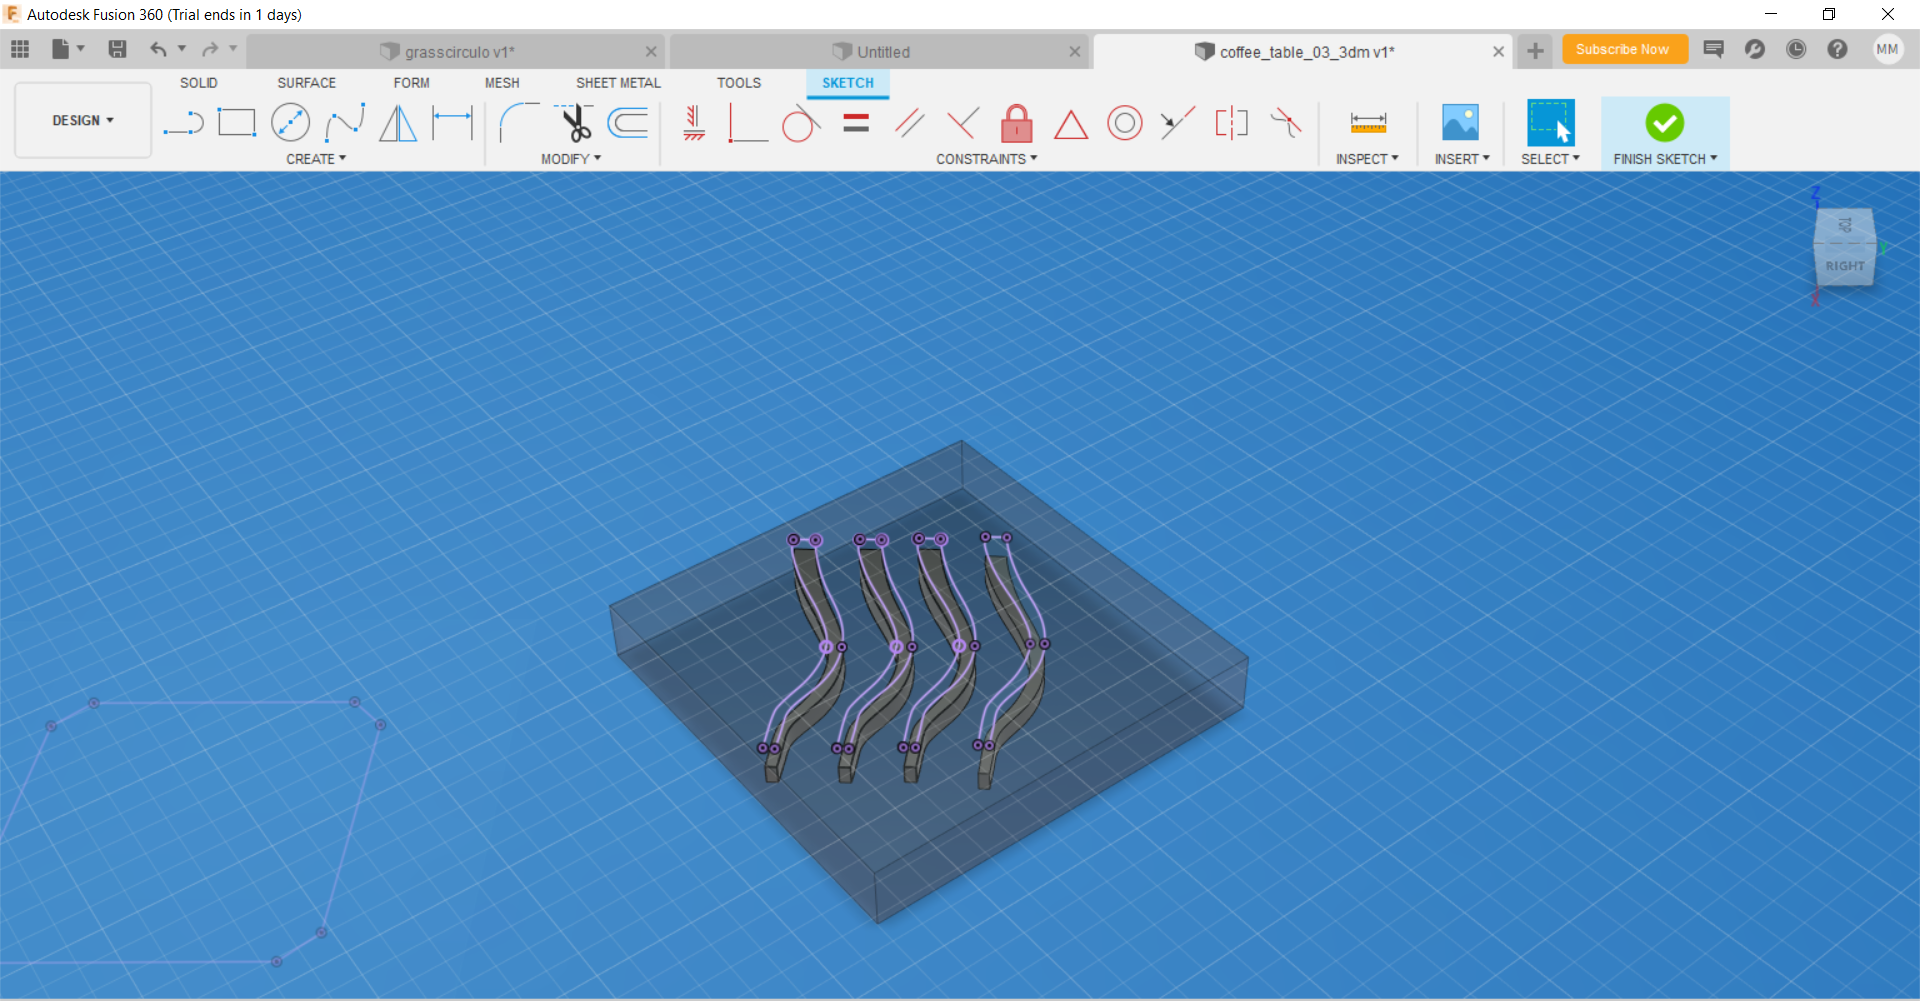 Autodesk Fusion 360 (Trial ends in 1 days)
grasscirculo v1*
Untitled
coffee_table_03_3dm v1*
Subscribe Now
MM
SOLID
SURFACE
FORM
MESH
SHEET METAL
TOOLS
SKETCH
DESIGN
CREATE
MODIFY
CONSTRAINTS
INSPECT
INSERT
SELECT
FINISH SKETCH
Z
TOP
Y
RIGHT
X